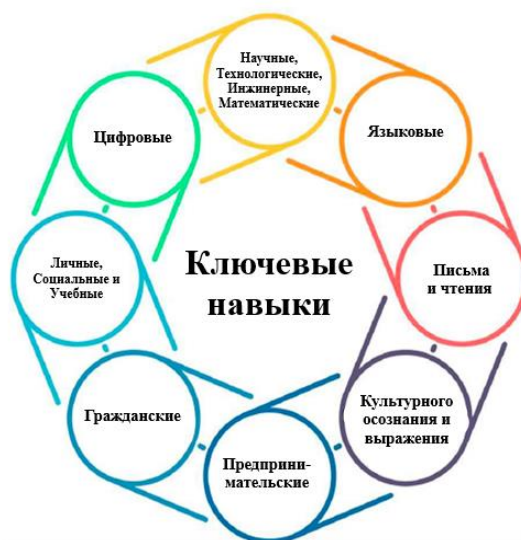 Научные,
Технологические,
Инжинерные,
Математические
Языковые
Письма
и чтения
Культурного
осознания и
выражения
Предприни-
мательские
Гражданские
Личные,
Социальные и
Учебные
Цифровые
Ключевые
навыки